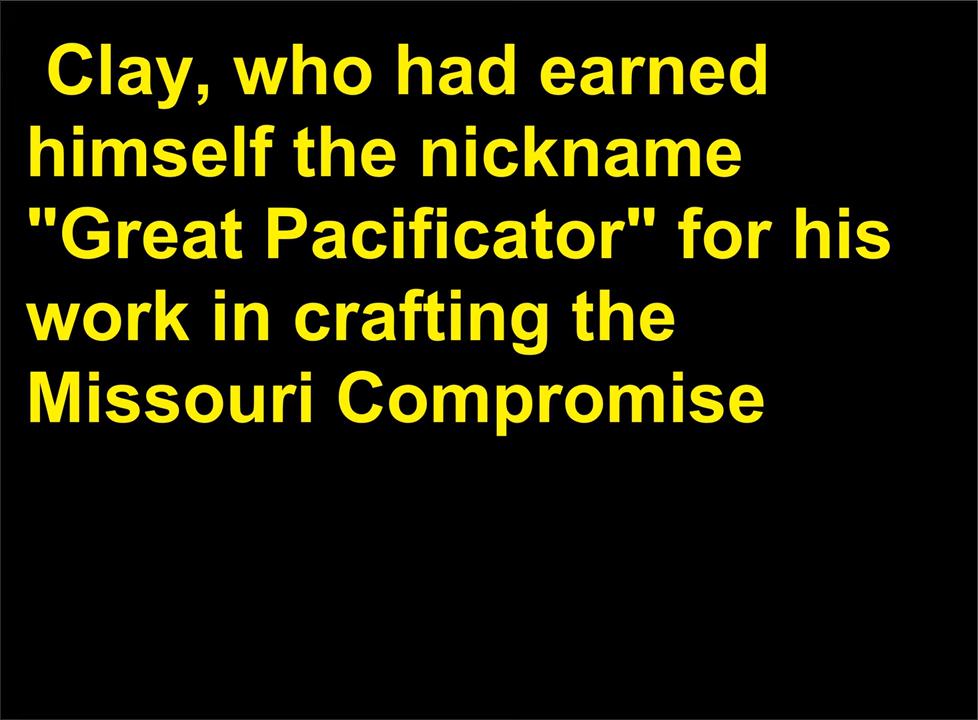 Clay, who had earned
himself the nickname
"Great Pacificator" for his
work in crafting the
Missouri Compromise